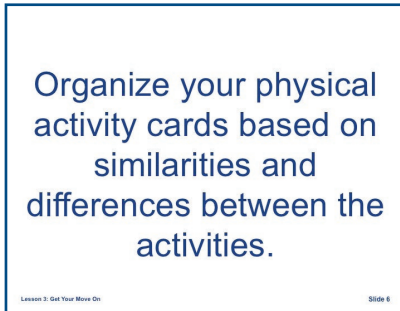 Organize your physical
activity cards based on
similarities and
differences between the
activities.
Lesson 3: Get Your Move On
Slide 6